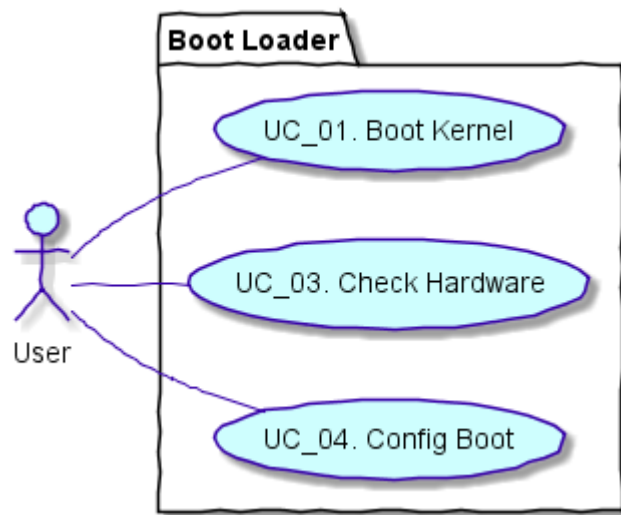 Boot Loader
UC_01. Boot Kernel
UC_03. Check Hardware
User
UC_04. Config Boot